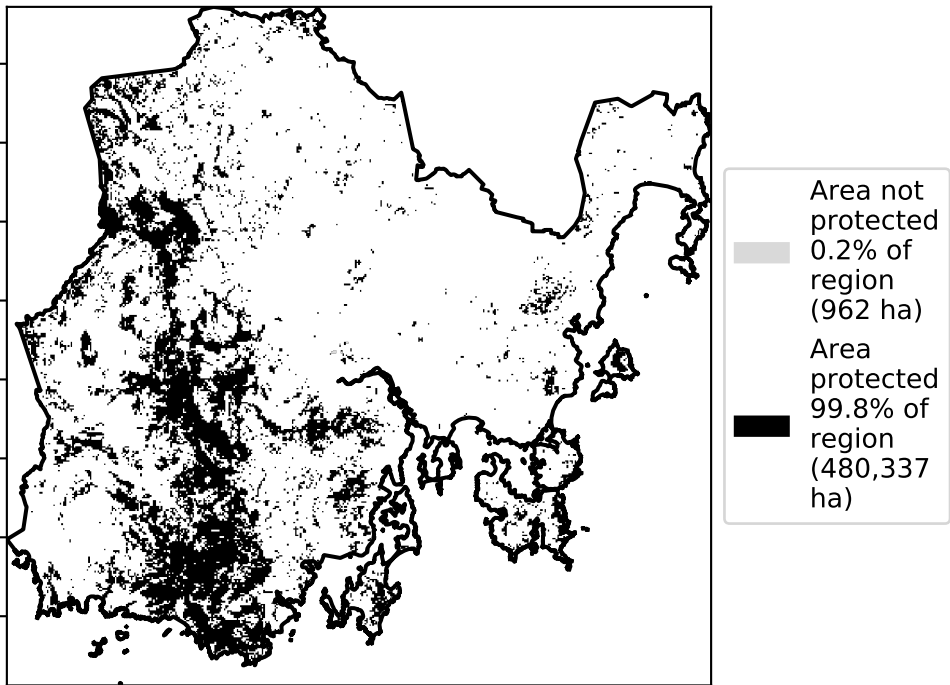 Area not
protected
0.2% of
region
(962 ha)
Area
protected
99.8% of
region
(480,337
ha)